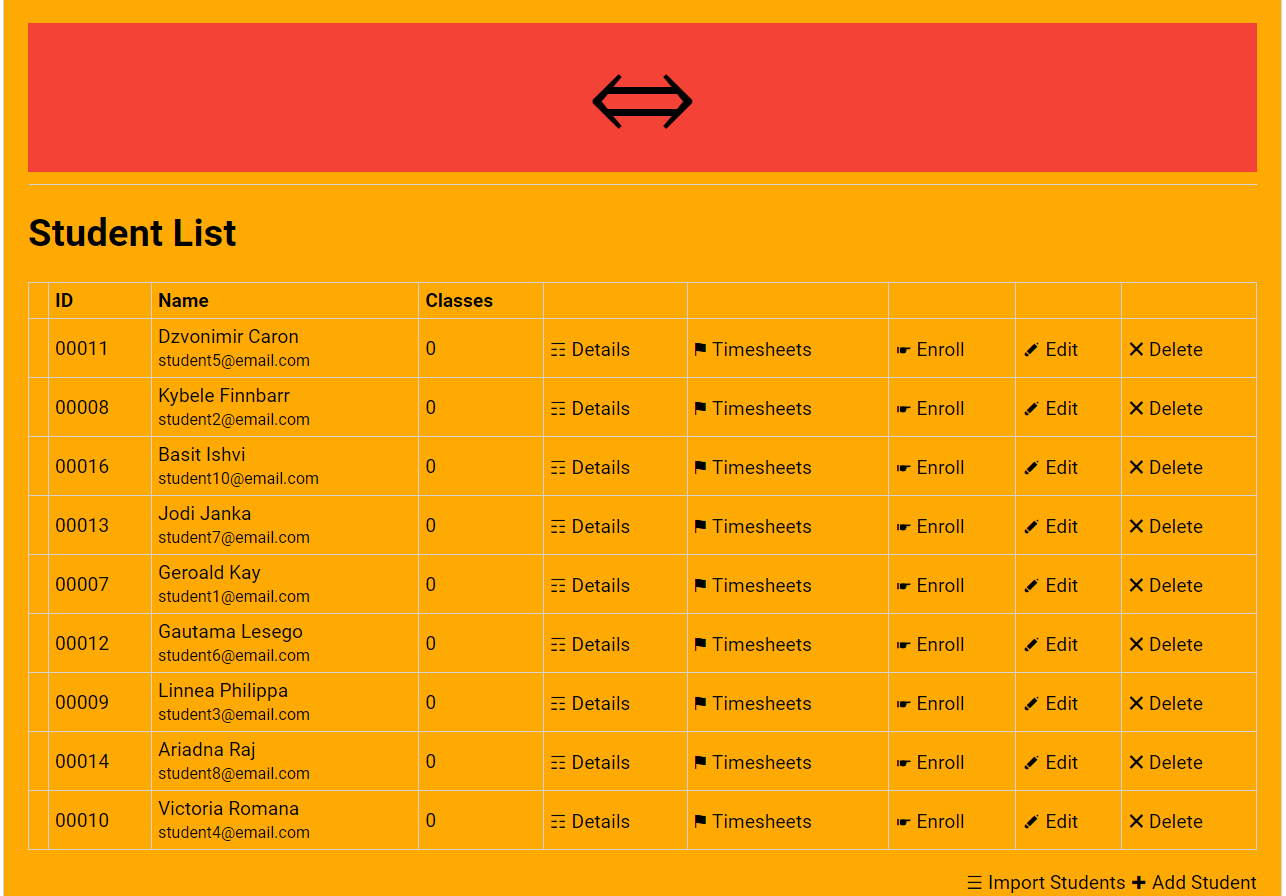 Student List
ID Name Classes
00011 Dzvonimir Caron student5@email.com 0 Details Timesheets Enroll Edit Delete
00008 Kybele Finnbarr student2@email.com 0 Details Timesheets Enroll Edit Delete
00016 Basit Ishvi student10@email.com 0 Details Timesheets Enroll Edit Delete
00013 Jodi Janka student7@email.com 0 Details Timesheets Enroll Edit Delete
00007 Geroald Kay student1@email.com 0 Details Timesheets Enroll Edit Delete
00012 Gautama Lesego student6@email.com 0 Details Timesheets Enroll Edit Delete
00009 Linnea Philippa student3@email.com 0 Details Timesheets Enroll Edit Delete
00014 Ariadna Raj student8@email.com 0 Details Timesheets Enroll Edit Delete
00010 Victoria Romana student4@email.com 0 Details Timesheets Enroll Edit Delete
Import Students Add Student